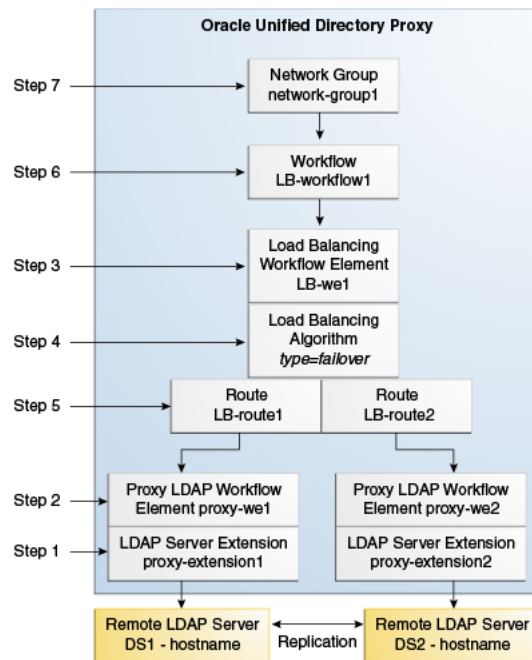 Oracle Unified Directory Proxy
Step 7
Network Group
network-group1
Step 6
Workflow
LB-workflow1
Step 3
Load Balancing
Workflow Element
LB-we1
Step 4
Load Balancing
Algorithm
type=failover
Step 5
Route
LB-route1
Route
LB-route2
Step 2
Proxy LDAP Workflow
Element proxy-we1
Proxy LDAP Workflow
Element proxy-we2
Step 1
LDAP Server Extension
proxy-extension1
LDAP Server Extension
proxy-extension2
Remote LDAP Server
DS1 - hostname
Replication
Remote LDAP Server
DS2 - hostname